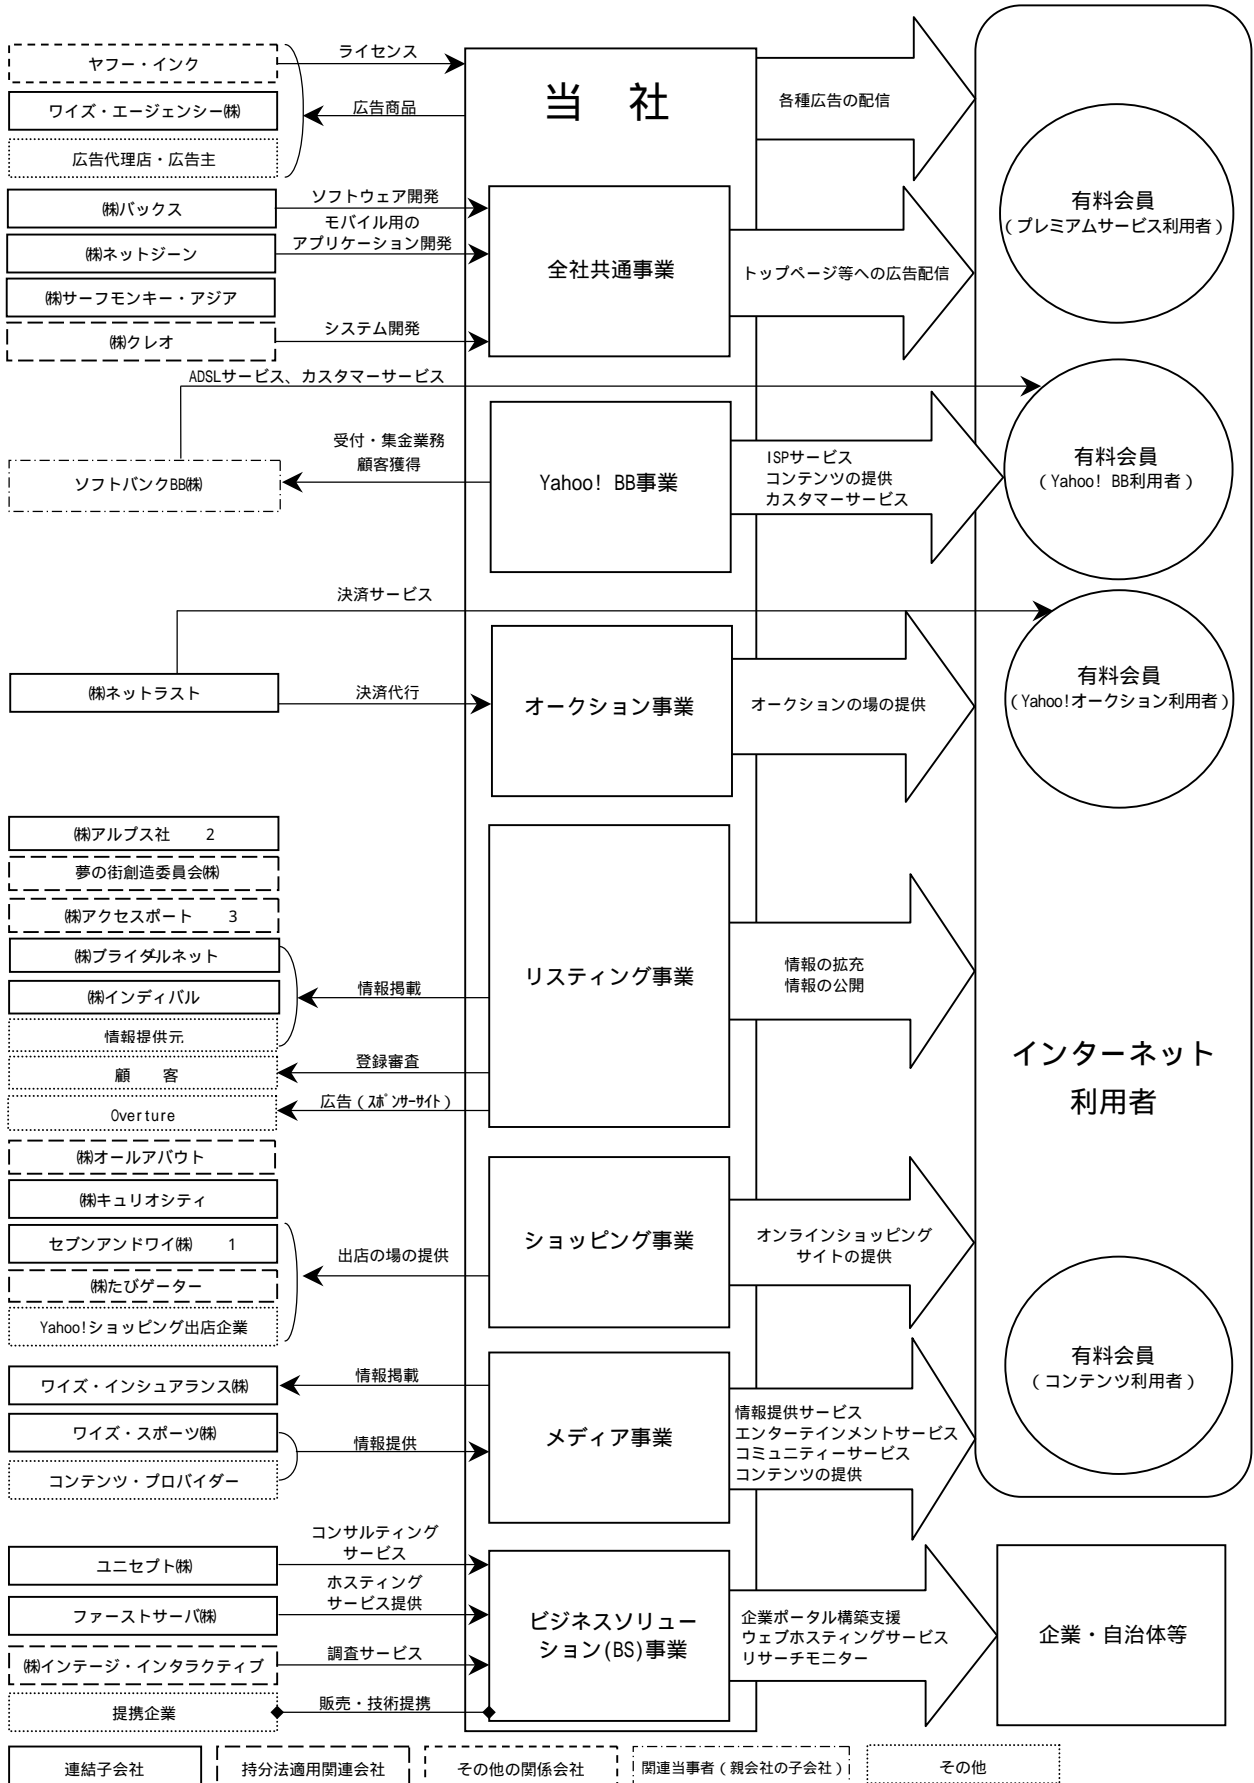 ヤフー・インク
ワイズ・エージェンシー㈱
広告代理店・広告主
ライセンス
広告商品
当　社
各種広告の配信
㈱バックス
㈱ネットジーン
㈱サーフモンキー・アジア
㈱クレオ
ソフトウェア開発
モバイル用の
アプリケーション開発
システム開発
全社共通事業
トップページ等への広告配信
有料会員
（プレミアムサービス利用者）
ADSLサービス、カスタマーサービス
ソフトバンクBB㈱
受付・集金業務
顧客獲得
Yahoo! BB事業
ISPサービス
コンテンツの提供
カスタマーサービス
有料会員
（Yahoo! BB利用者）
決済サービス
㈱ネットラスト
決済代行
オークション事業
オークションの場の提供
有料会員
（Yahoo!オークション利用者）
㈱アルプス社　2
夢の街創造委員会㈱
㈱アクセスポート　3
㈱ブライダルネット
㈱インディバル
情報提供元
顧　客
Overture
情報掲載
登録審査
広告（ｽﾎﾟﾝｻｰｻｲﾄ）
リスティング事業
情報の拡充
情報の公開
インターネット
利用者
㈱オールアバウト
㈱キュリオシティ
セブンアンドワイ㈱　1
㈱たびゲーター
Yahoo!ショッピング出店企業
出店の場の提供
ショッピング事業
オンラインショッピング
サイトの提供
有料会員
（コンテンツ利用者）
ワイズ・インシュアランス㈱
ワイズ・スポーツ㈱
コンテンツ・プロバイダー
情報掲載
情報提供
メディア事業
情報提供サービス
エンターテインメントサービス
コミュニティーサービス
コンテンツの提供
ユニセプト㈱
ファーストサーバ㈱
㈱インテージ・インタラクティブ
提携企業
コンサルティング
サービス
ホスティング
サービス提供
調査サービス
販売・技術提携
ビジネスソリュー
ション(BS)事業
企業ポータル構築支援
ウェブホスティングサービス
リサーチモニター
企業・自治体等
連結子会社
持分法適用関連会社
その他の関係会社
関連当事者（親会社の子会社）
その他